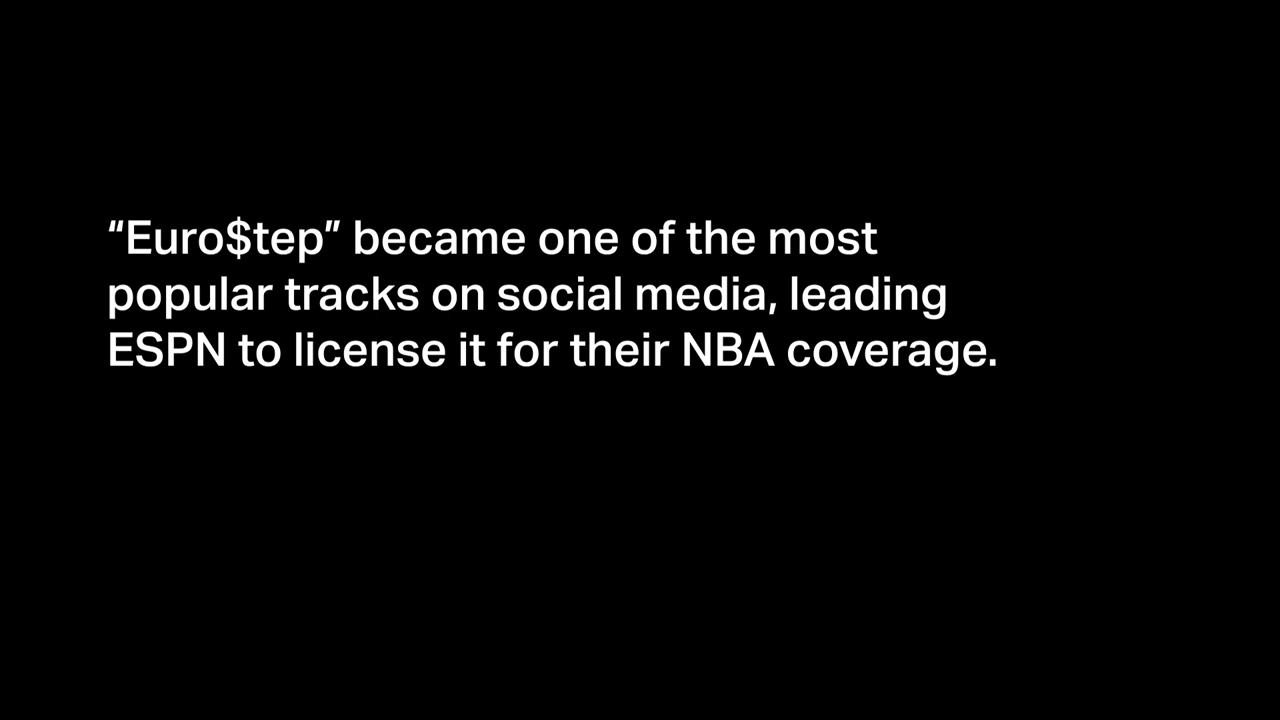 “Euro$tep” became one of the most
popular tracks on social media, leading
ESPN to license it for their NBA coverage.